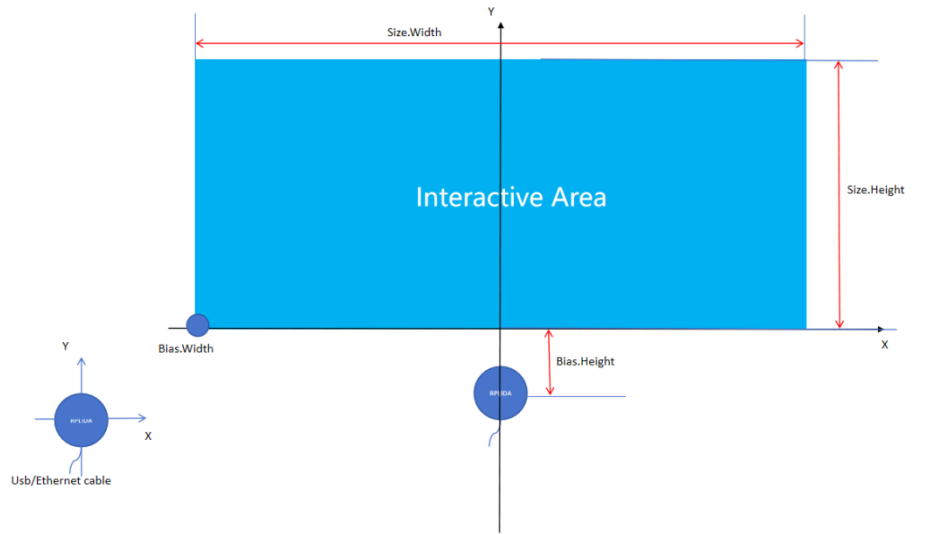 Y
Size.Width
Interactive Area
Size.Height
Bias.Width
X
Y
Bias.Height
RPLIDA
RPLIDA
X
Usb/Ethernet cable